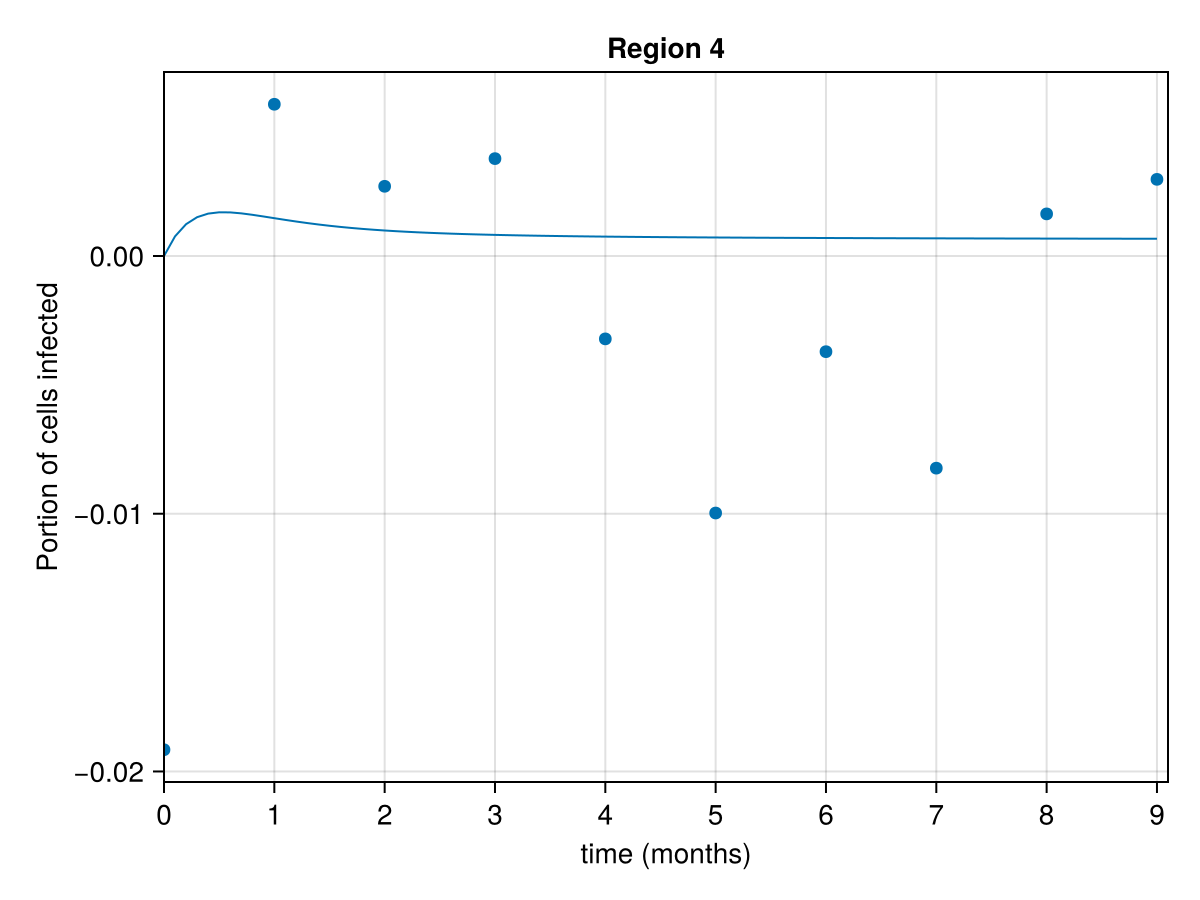 Region 4
Portion of cells infected
0.00
−0.01
−0.02
0 1 2 3 4 5 6 7 8 9
time (months)